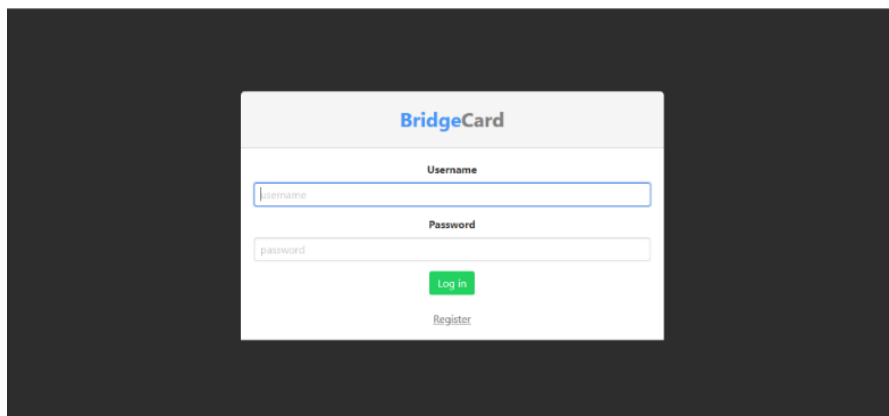 BridgeCard
Username
username
Password
password
Log in
Register